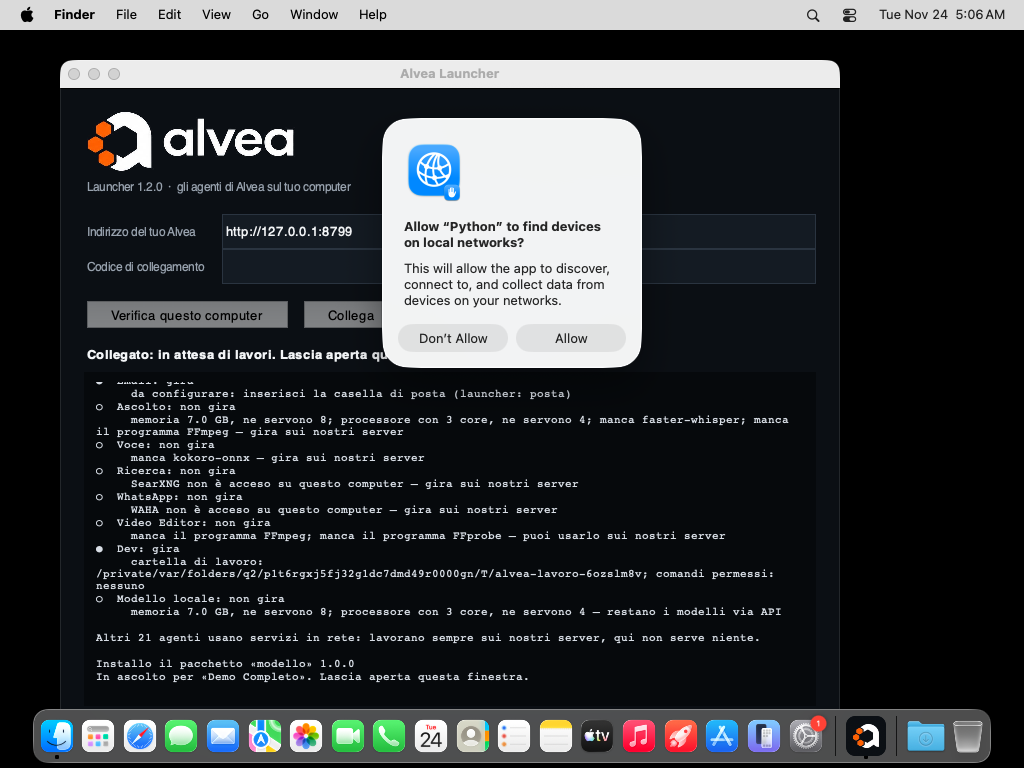 Finder File Edit View Go Window Help Tue Nov 24 5:06 AM
Alvea Launcher
alvea
Launcher 1.2.0 · gli agenti di Alvea sul tuo computer
Indirizzo del tuo Alvea http://127.0.0.1:8799
Codice di collegamento
Verifica questo computer Collega
Collegato: in attesa di lavori. Lascia aperta qu
Allow “Python” to find devices
on local networks?
This will allow the app to discover,
connect to, and collect data from
devices on your networks.
Don’t Allow Allow
● Email: gira
da configurare: inserisci la casella di posta (launcher: posta)
○ Ascolto: non gira
memoria 7.0 GB, ne servono 8; processore con 3 core, ne servono 4; manca faster-whisper; manca
il programma FFmpeg — gira sui nostri server
○ Voce: non gira
manca kokoro-onnx — gira sui nostri server
○ Ricerca: non gira
SearXNG non è acceso su questo computer — gira sui nostri server
○ WhatsApp: non gira
WAHA non è acceso su questo computer — gira sui nostri server
○ Video Editor: non gira
manca il programma FFmpeg; manca il programma FFprobe — puoi usarlo sui nostri server
● Dev: gira
cartella di lavoro:
/private/var/folders/q2/p1t6rgxj5fj32g1dc7dmd49r0000gn/T/alvea-lavoro-6ozslm8v; comandi permessi:
nessuno
○ Modello locale: non gira
memoria 7.0 GB, ne servono 8; processore con 3 core, ne servono 4 — restano i modelli via API
Altri 21 agenti usano servizi in rete: lavorano sempre sui nostri server, qui non serve niente.
Installo il pacchetto «modello» 1.0.0
In ascolto per «Demo Completo». Lascia aperta questa finestra.
Tue
24
tv
1